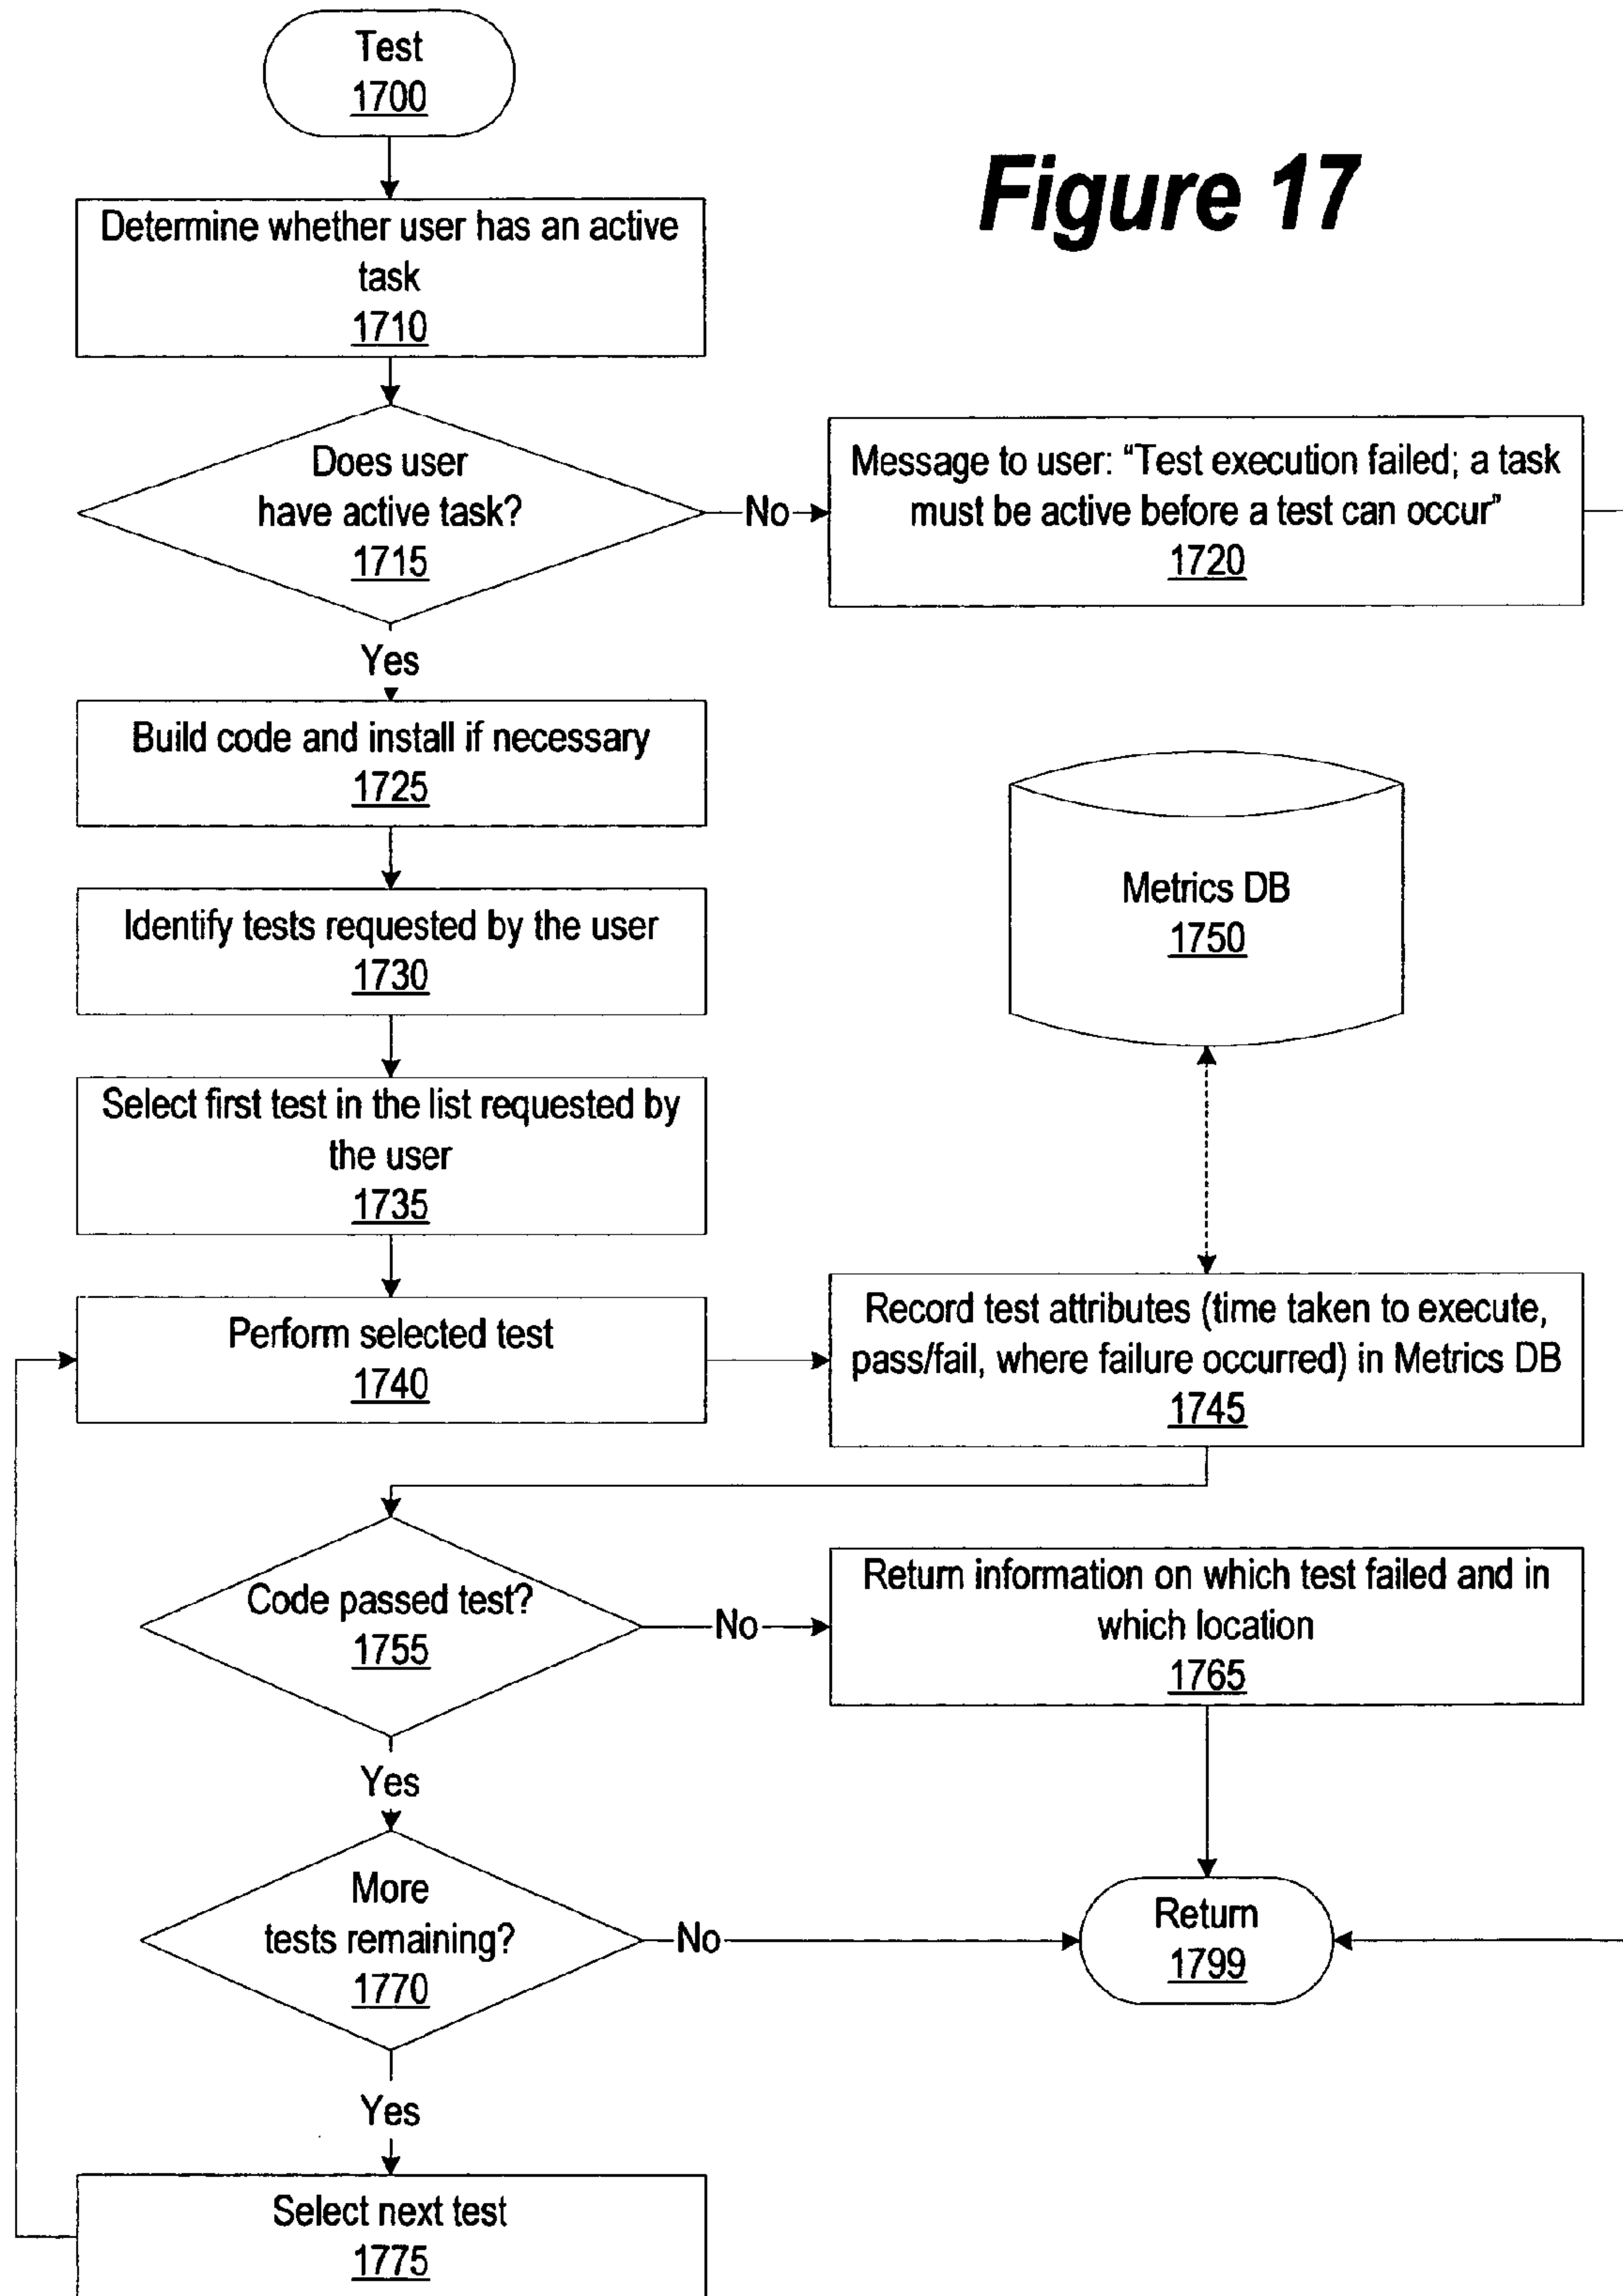 Test
1700
Figure 17
Determine whether user has an active
task
1710
Does user
have active task?
1715
No
Message to user: “Test execution failed; a task
must be active before a test can occur”
1720
Yes
Build code and install if necessary
1725
Identify tests requested by the user
1730
Metrics DB
1750
Select first test in the list requested by
the user
1735
Perform selected test
1740
Record test attributes (time taken to execute,
pass/fail, where failure occurred) in Metrics DB
1745
Code passed test?
1755
No
Return information on which test failed and in
which location
1765
Yes
More
tests remaining?
1770
No
Return
1799
Yes
Select next test
1775